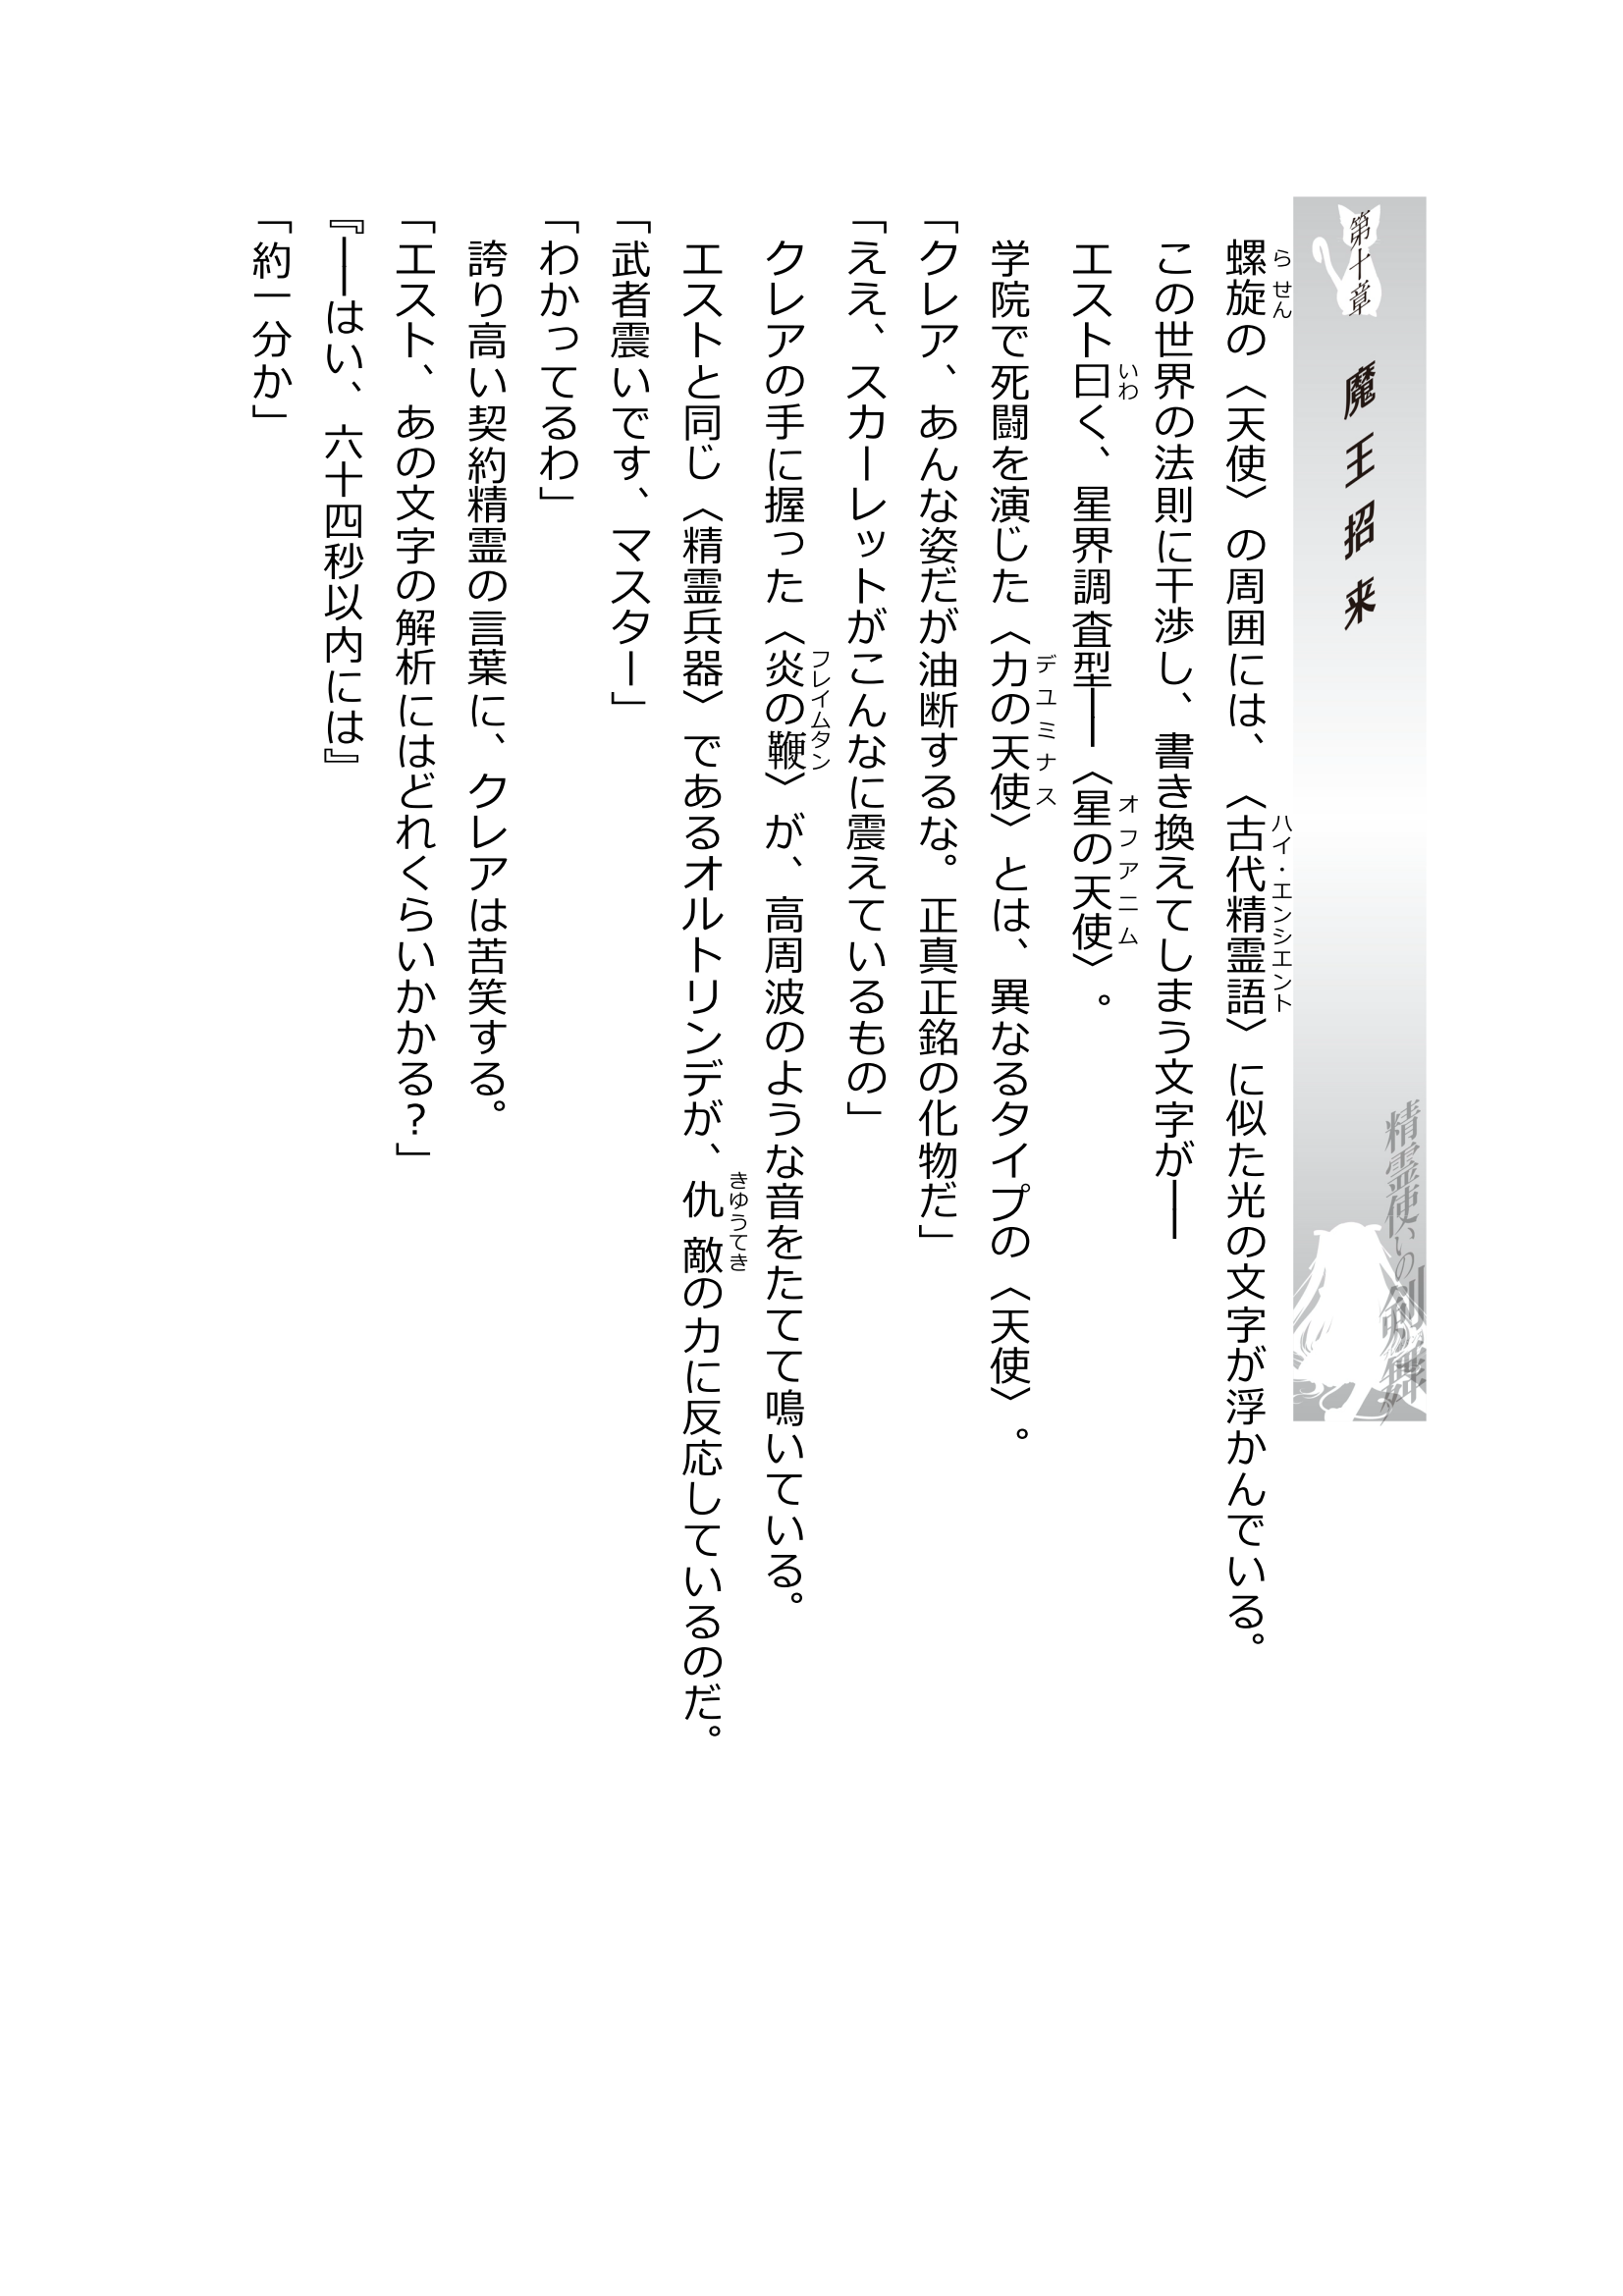 第十章 魔王招来
精霊使いの剣舞
螺旋の〈天使〉の周囲には、〈古代精霊語〉に似た光の文字が浮かんでいる。
らせん
ハイ・エンシエント
この世界の法則に干渉し、書き換えてしまう文字が——
エスト曰く、星界調査型——〈星の天使〉。
いわ
オフアニム
学院で死闘を演じた〈力の天使〉とは、異なるタイプの〈天使〉。
デユミナス
「クレア、あんな姿だが油断するな。正真正銘の化物だ」
「ええ、スカーレットがこんなに震えているもの」
クレアの手に握った〈炎の鞭〉が、高周波のような音をたてて鳴いている。
フレイムタン
エストと同じ〈精霊兵器〉であるオルトリンデが、仇敵の力に反応しているのだ。
きゆうてき
「武者震いです、マスター」
「わかってるわ」
誇り高い契約精霊の言葉に、クレアは苦笑する。
「エスト、あの文字の解析にはどれくらいかかる?」
『——はい、六十四秒以内には』
「約一分か」